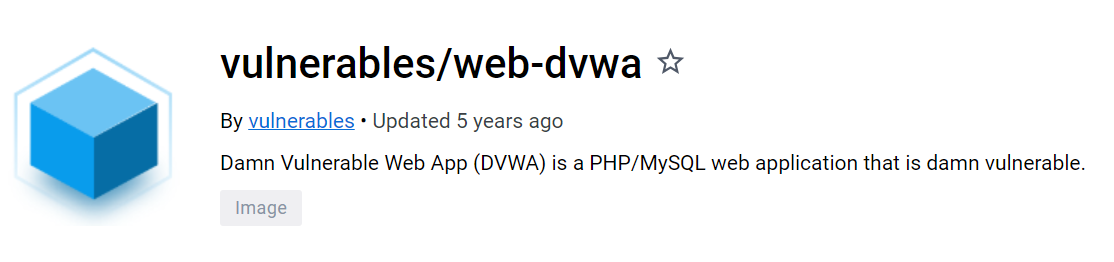 vulnerables/web-dvwa
By vulnerables • Updated 5 years ago
Damn Vulnerable Web App (DVWA) is a PHP/MySQL web application that is damn vulnerable.
Image